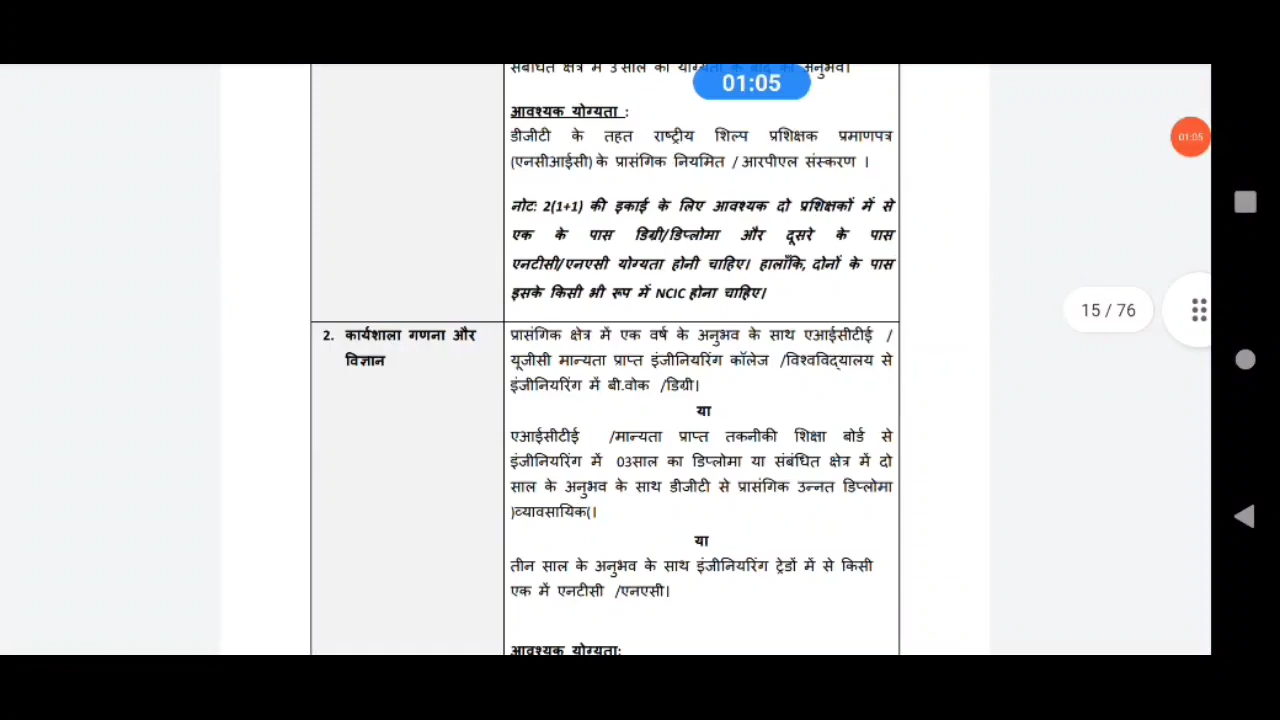 संबंधित क्षेत्र में 3 साल का योग्यता के बाद का अनुभव।
01:05
01:05
आवश्यक योग्यता :
डीजीटी के तहत राष्ट्रीय शिल्प प्रशिक्षक प्रमाणपत्र
(एनसीआईसी) के प्रासंगिक नियमित / आरपीएल संस्करण ।
नोट: 2(1+1) की इकाई के लिए आवश्यक दो प्रशिक्षकों में से
एक के पास डिग्री/डिप्लोमा और दूसरे के पास
एनटीसी/एनएसी योग्यता होनी चाहिए। हालाँकि, दोनों के पास
इसके किसी भी रूप में NCIC होना चाहिए।
15 / 76
2. कार्यशाला गणना और
विज्ञान
प्रासंगिक क्षेत्र में एक वर्ष के अनुभव के साथ एआईसीटीई /
यूजीसी मान्यता प्राप्त इंजीनियरिंग कॉलेज /विश्वविद्यालय से
इंजीनियरिंग में बी.वोक /डिग्री।
या
एआईसीटीई /मान्यता प्राप्त तकनीकी शिक्षा बोर्ड से
इंजीनियरिंग में 03साल का डिप्लोमा या संबंधित क्षेत्र में दो
साल के अनुभव के साथ डीजीटी से प्रासंगिक उन्नत डिप्लोमा
)व्यावसायिक(।
या
तीन साल के अनुभव के साथ इंजीनियरिंग ट्रेडों में से किसी
एक में एनटीसी /एनएसी।
आवश्यक योग्यता: